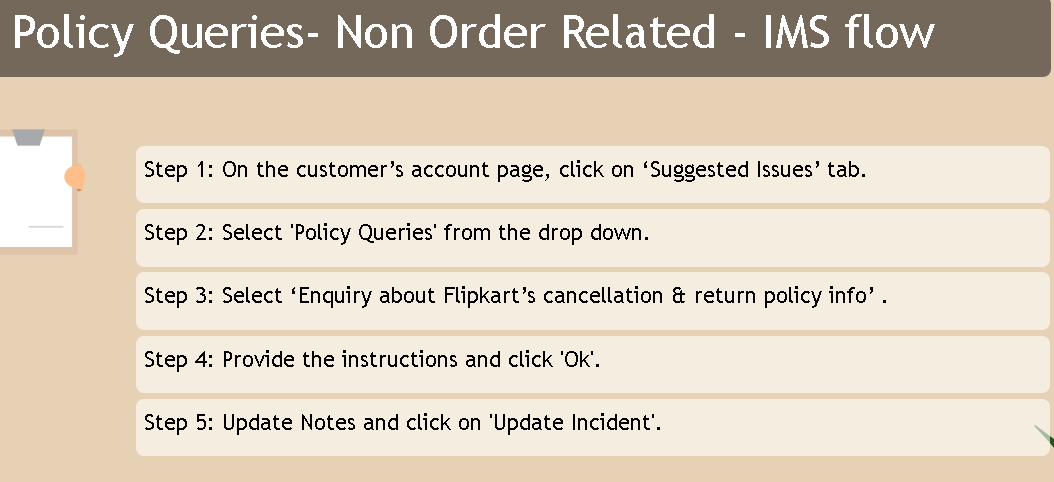 Policy Queries- Non Order Related - IMS flow
Step 1: On the customer’s account page, click on ‘Suggested Issues’ tab.
Step 2: Select 'Policy Queries' from the drop down.
Step 3: Select ‘Enquiry about Flipkart’s cancellation & return policy info’ .
Step 4: Provide the instructions and click 'Ok'.
Step 5: Update Notes and click on 'Update Incident'.